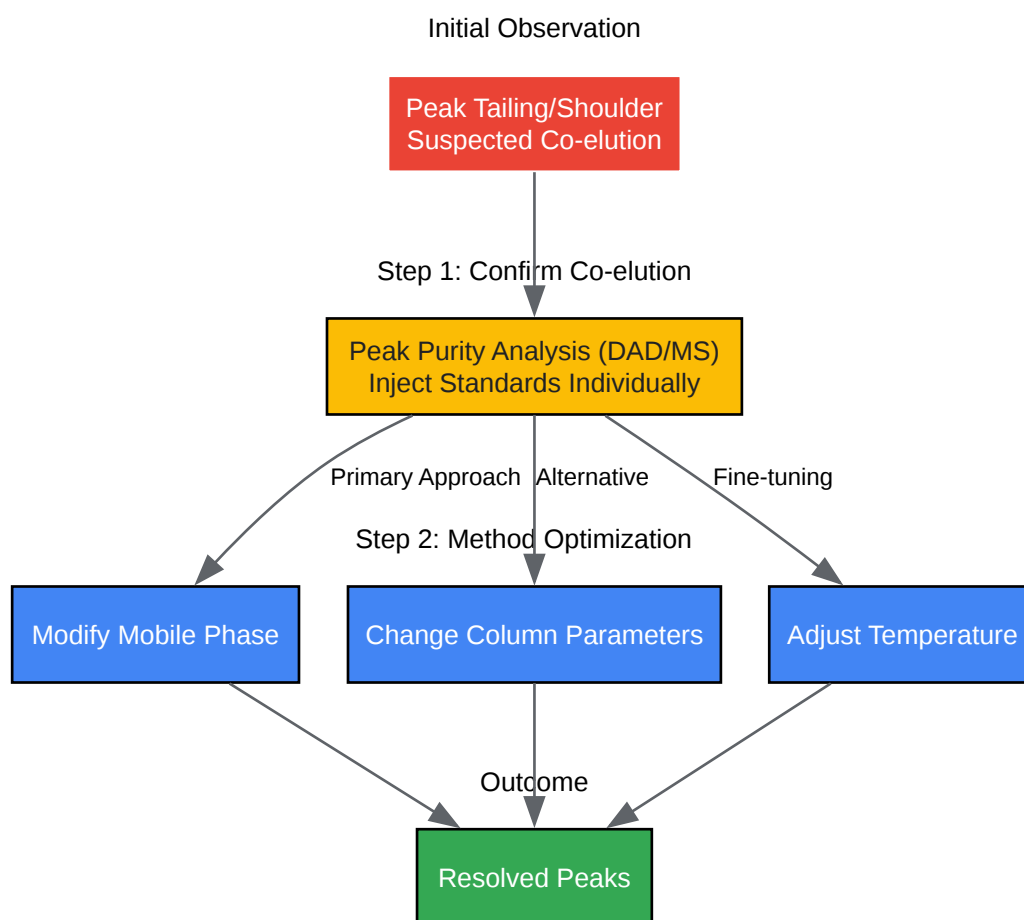 Initial Observation
Peak Tailing/Shoulder
Suspected Co-elution
Step 1: Confirm Co-elution
Peak Purity Analysis (DAD/MS)
Inject Standards Individually
Primary Approach
Alternative
Fine-tuning
Step 2: Method Optimization
Modify Mobile Phase
Change Column Parameters
Adjust Temperature
Outcome
Resolved Peaks